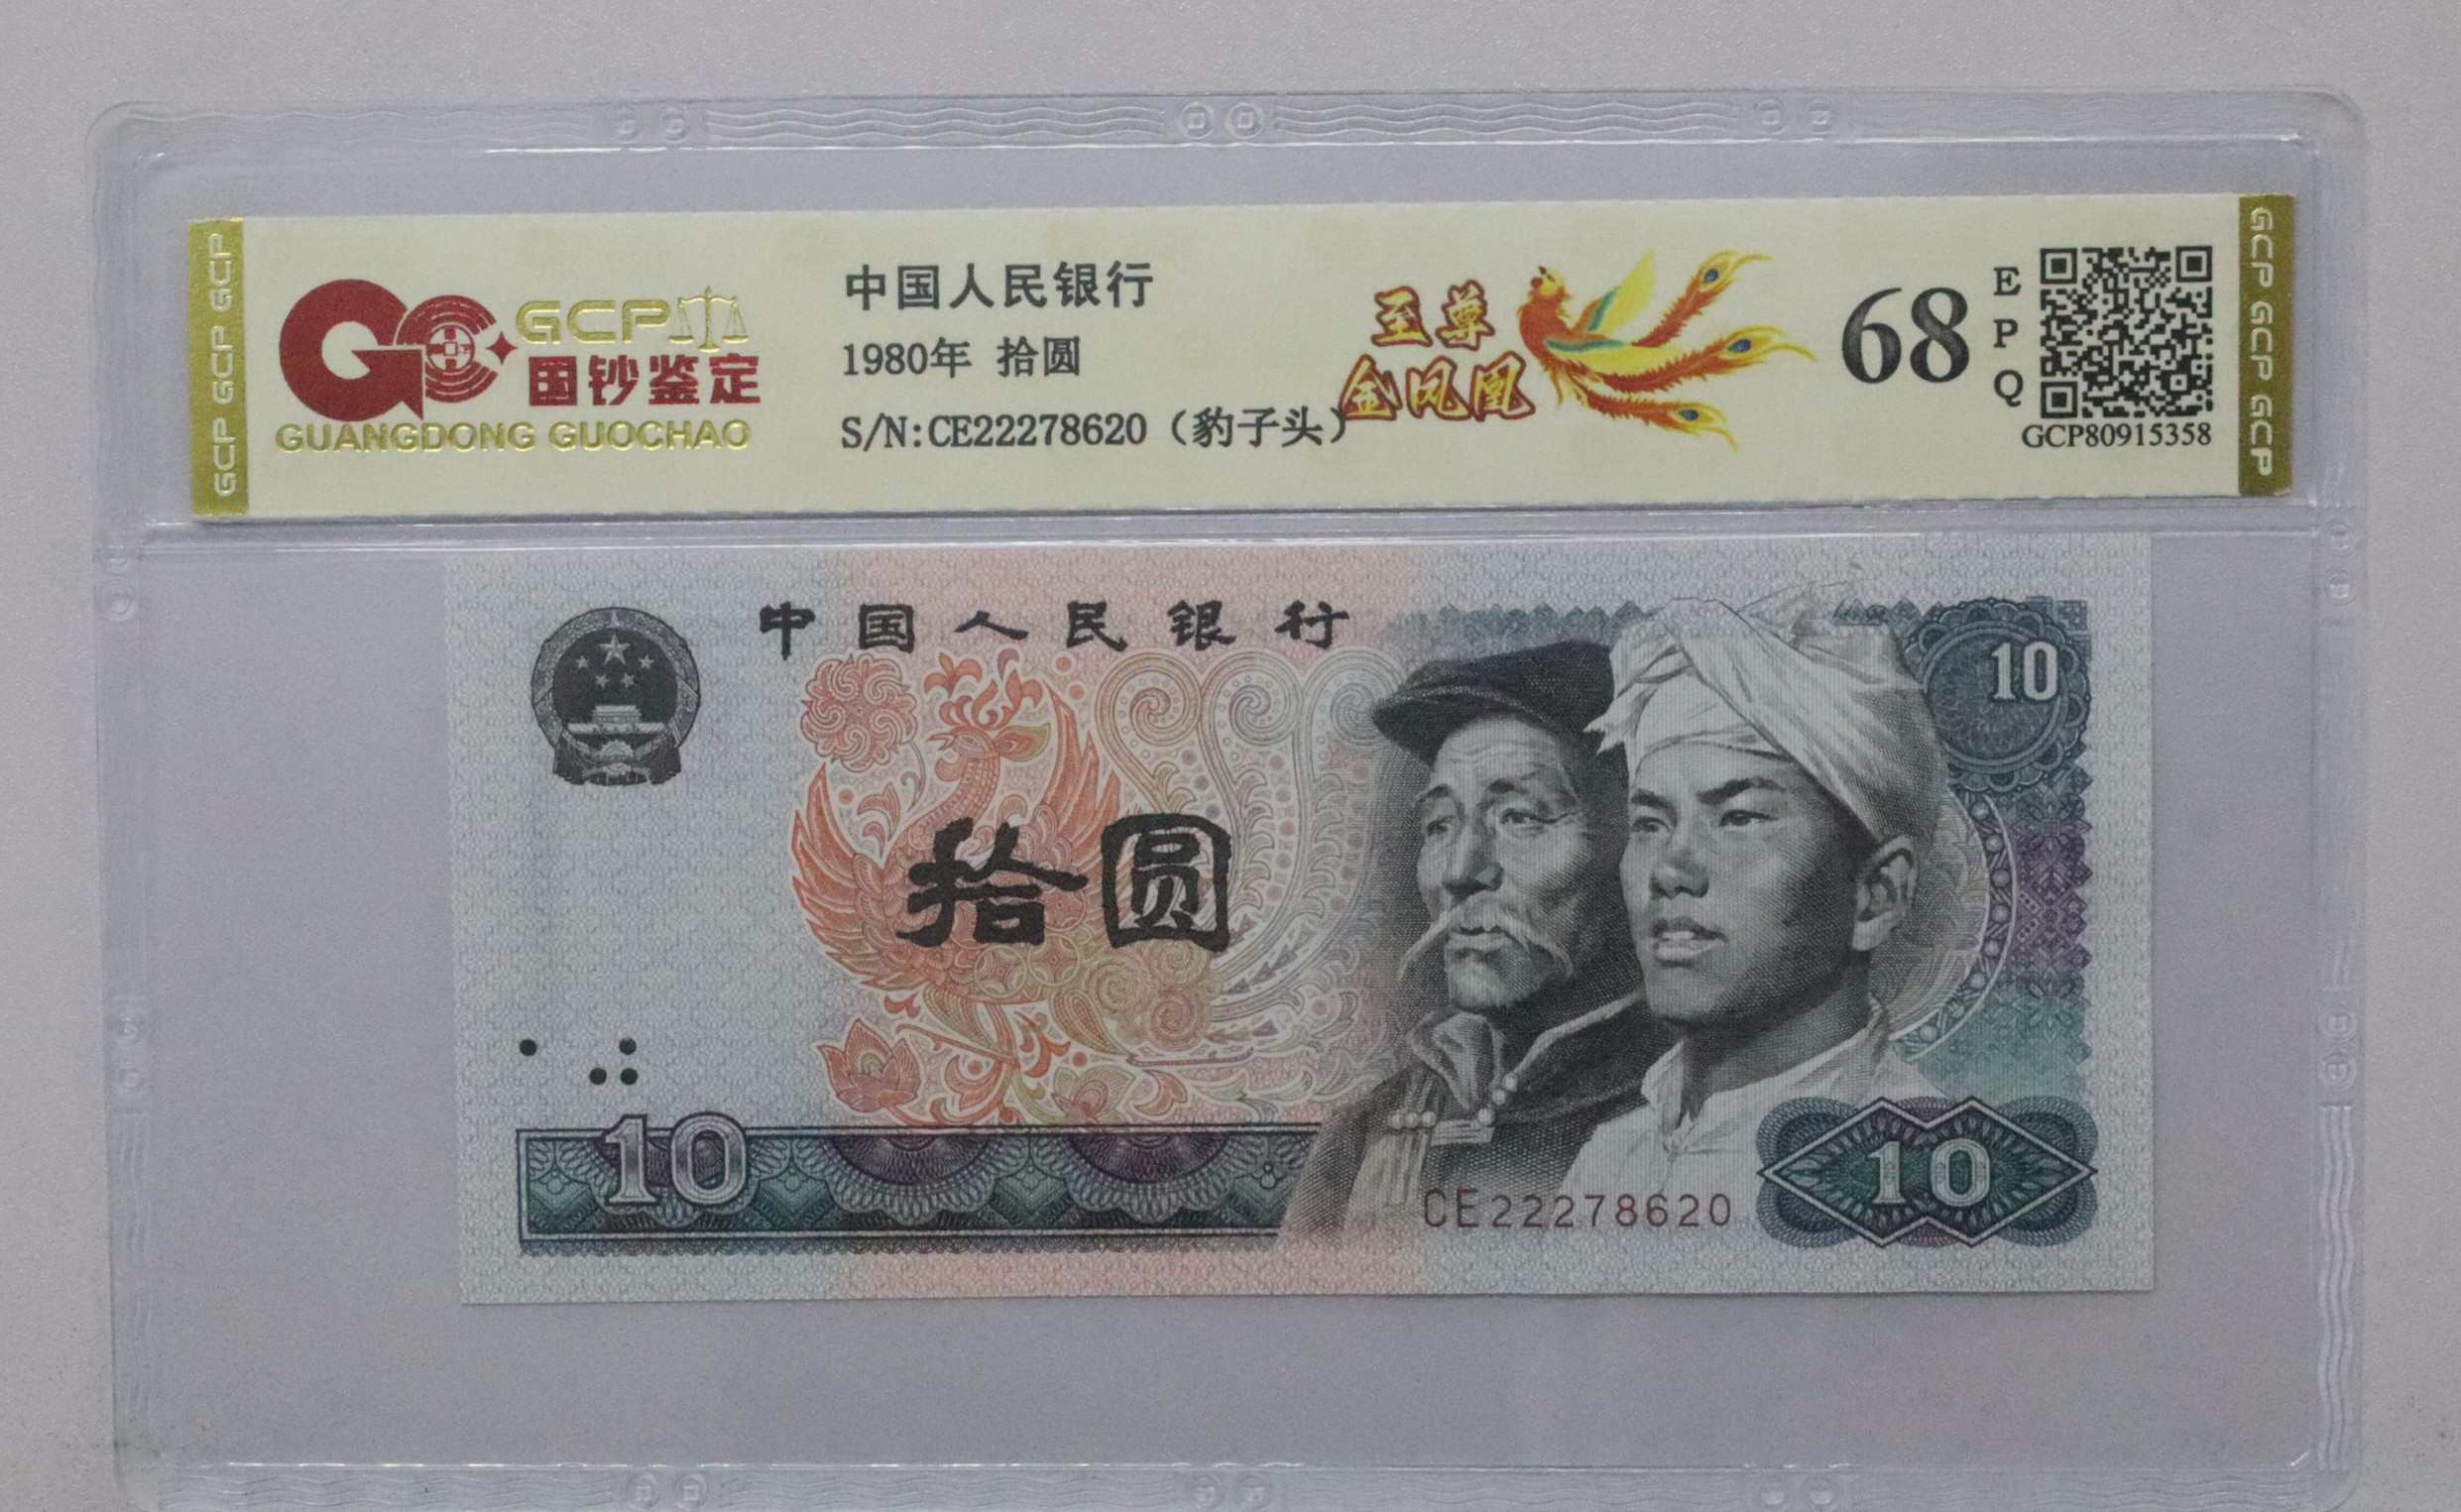 GCP GCP GCP
GCP
国钞鉴定
GUANGDONG GUOCHAO
中国人民银行
1980年 拾圆
S/N:CE22278620（豹子头）
至尊
金凤凰
68
E
P
Q
GCP80915358
GCP GCP GCP
中国人民银行
10
拾圆
10
CE22278620
10